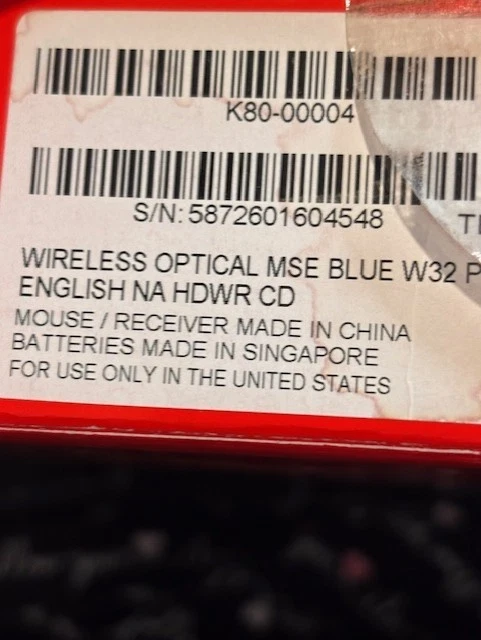 K80-00004
S/N: 5872601604548
WIRELESS OPTICAL MSE BLUE W32 P
ENGLISH NA HDWR CD
MOUSE / RECEIVER MADE IN CHINA
BATTERIES MADE IN SINGAPORE
FOR USE ONLY IN THE UNITED STATES